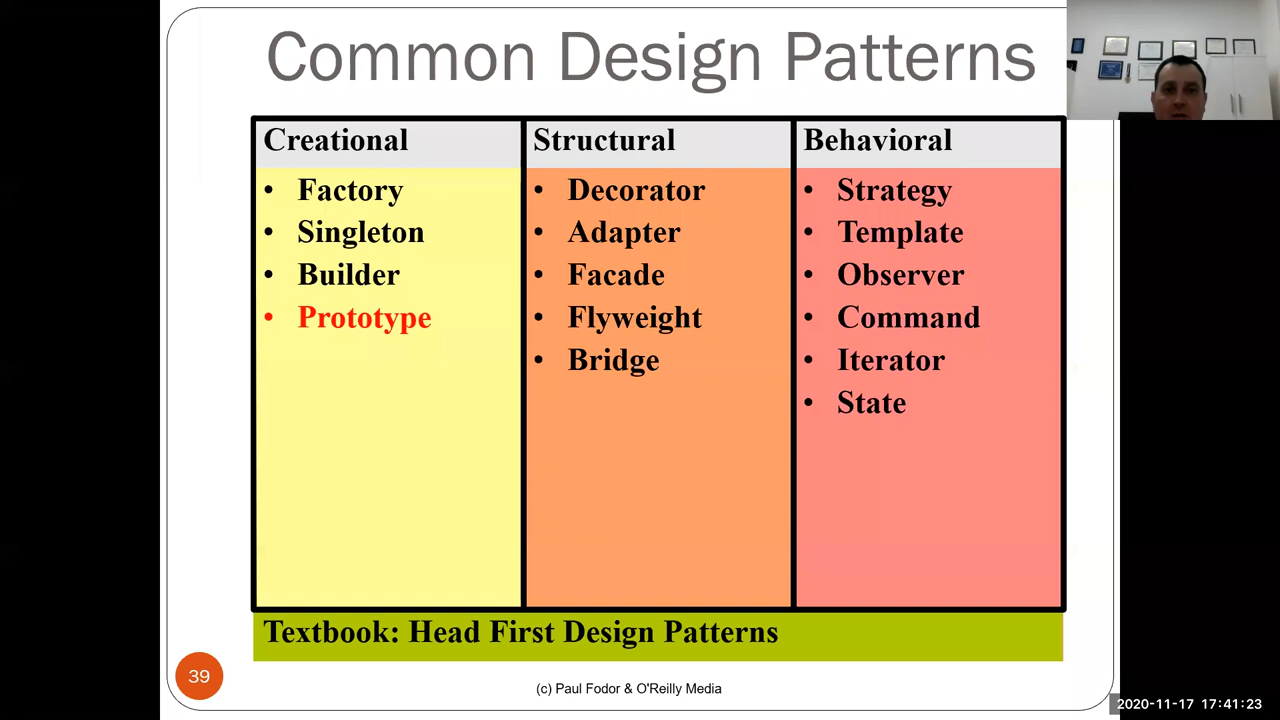 Common Design Patterns
Creational
• Factory
• Singleton
• Builder
• Prototype
Structural
• Decorator
• Adapter
• Facade
• Flyweight
• Bridge
Behavioral
• Strategy
• Template
• Observer
• Command
• Iterator
• State
Textbook: Head First Design Patterns
39
(c) Paul Fodor & O'Reilly Media
2020-11-17 17:41:23